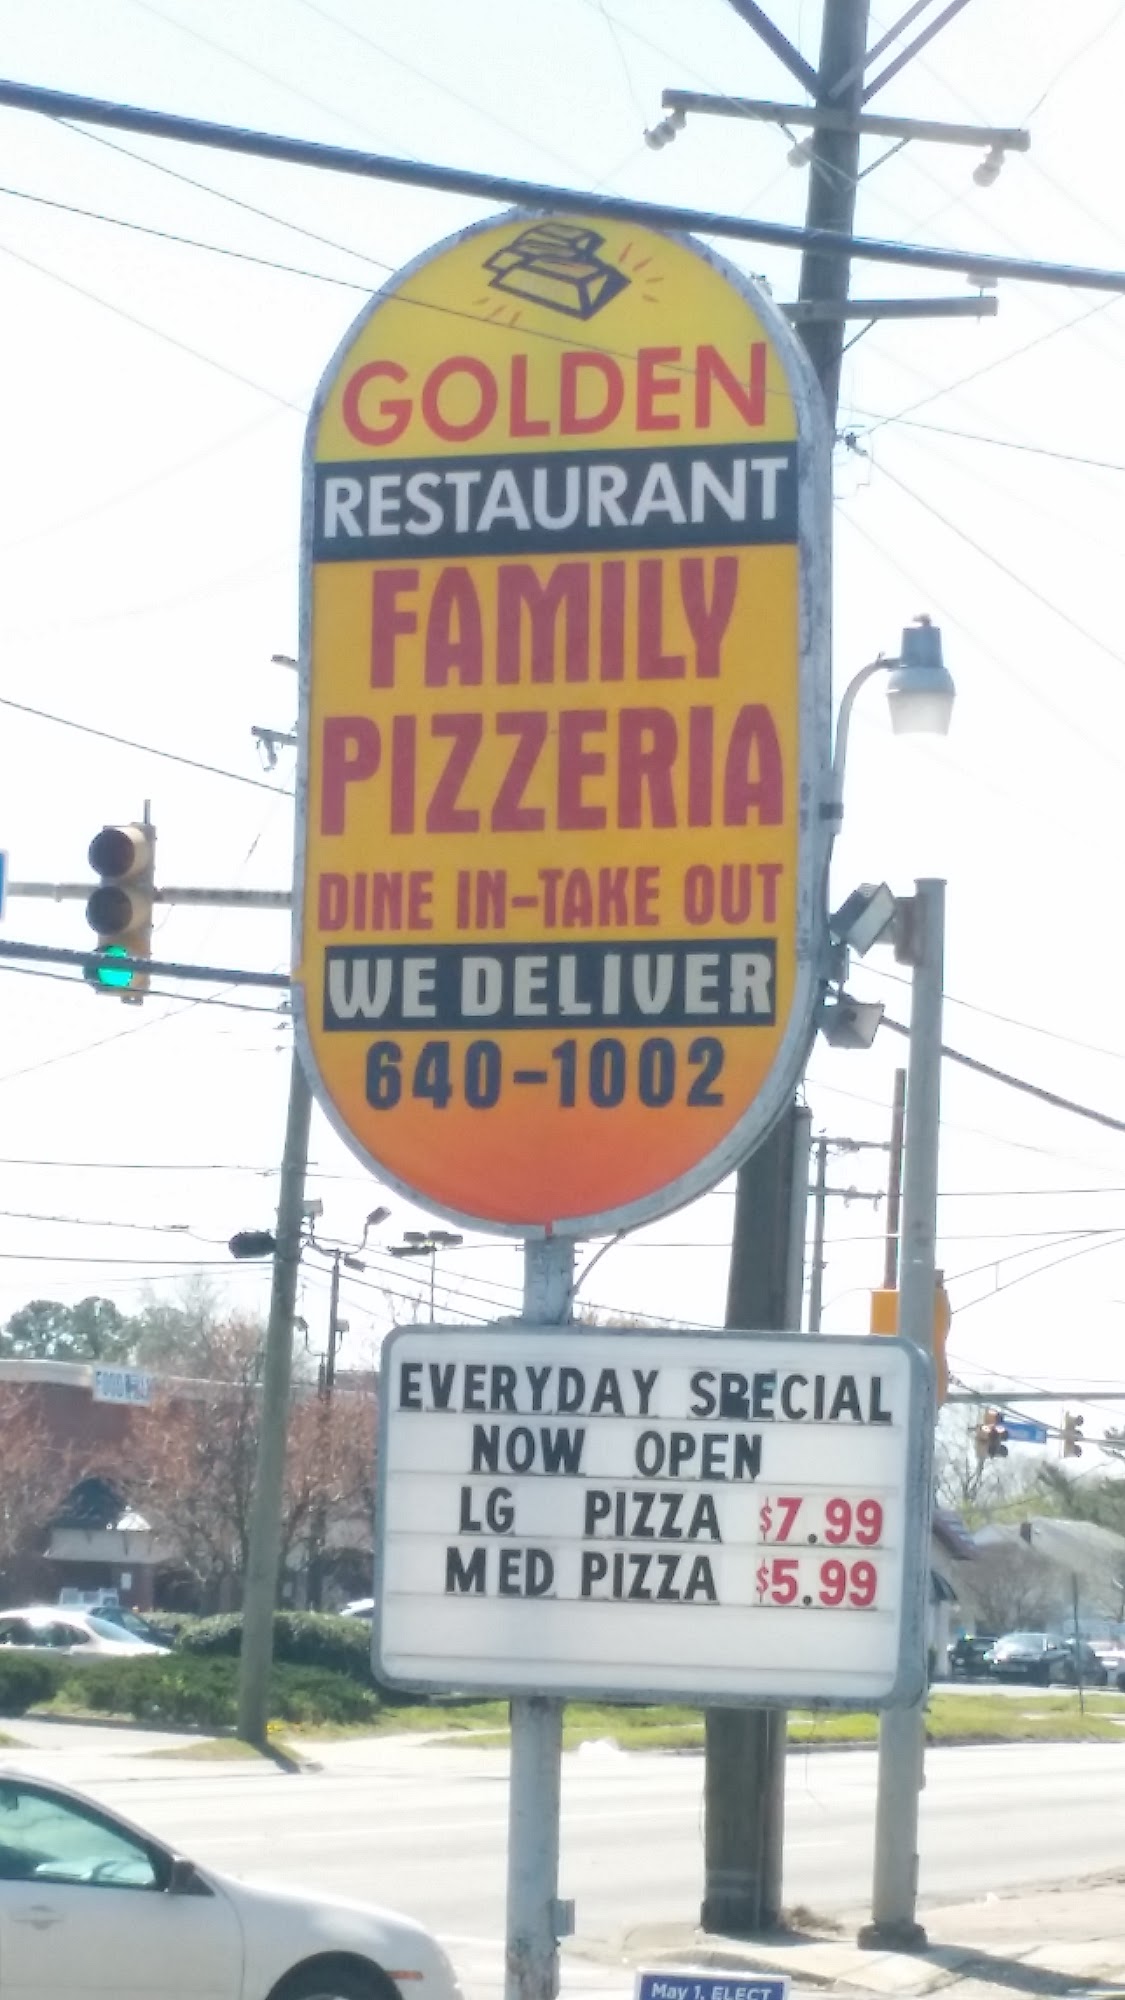 GOLDEN
RESTAURANT
FAMILY
PIZZERIA
DINE IN-TAKE OUT
WE DELIVER
640-1002
EVERYDAY SPECIAL
NOW OPEN
LG PIZZA $7.99
MED PIZZA $5.99
May 1, ELECT